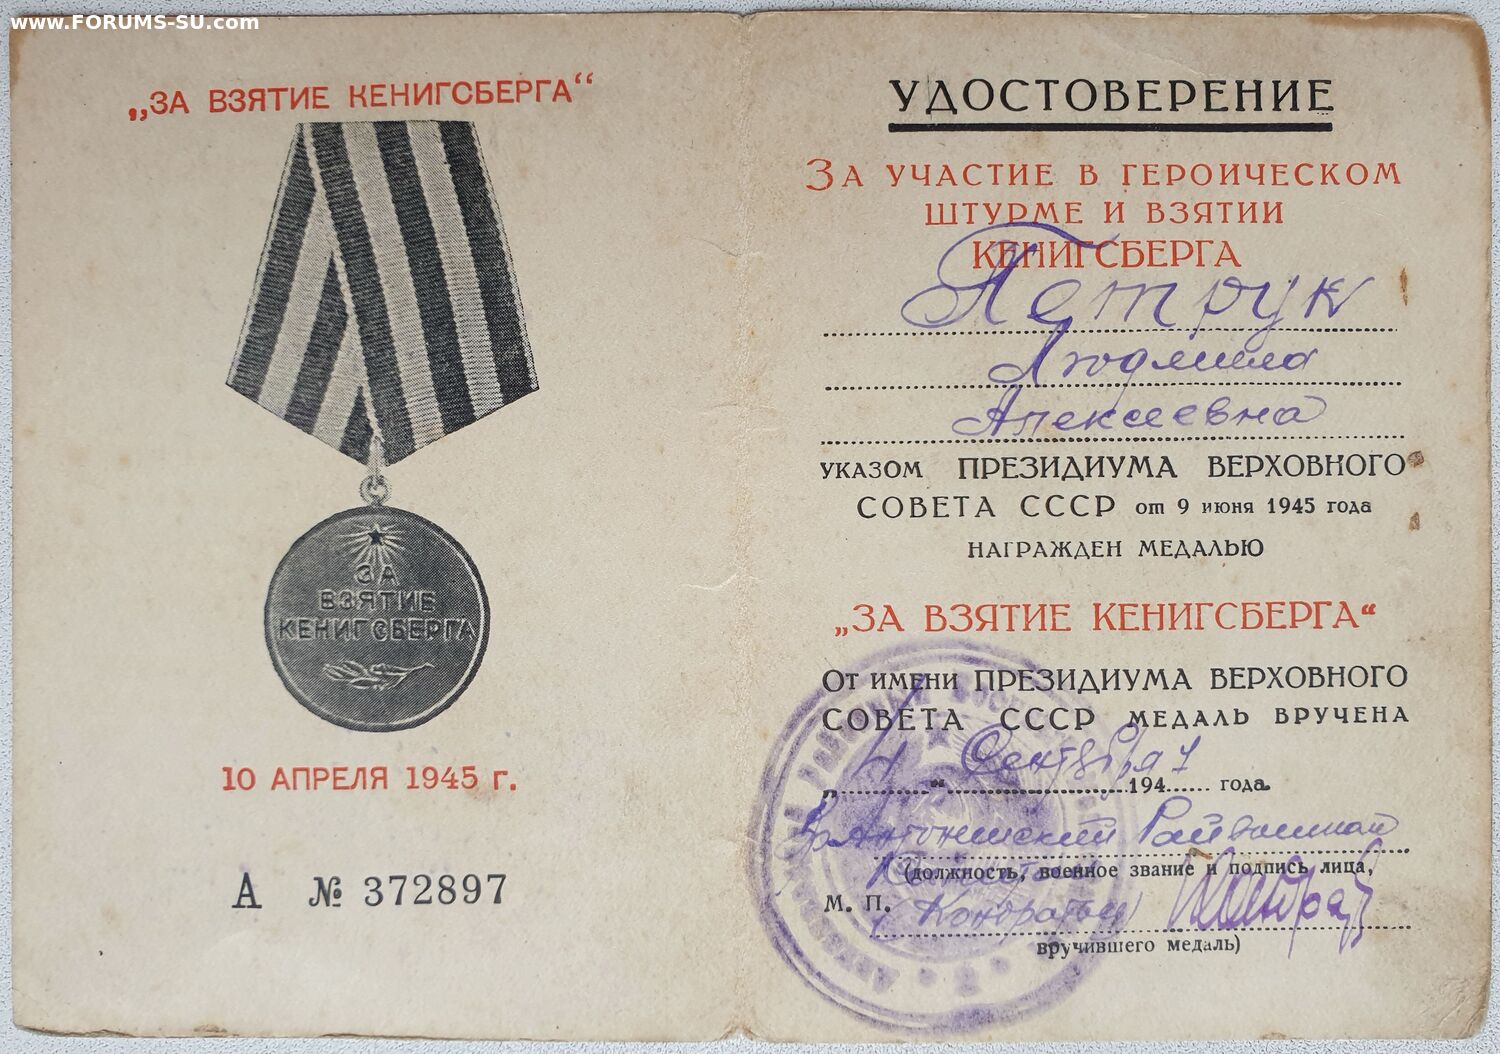 www.FORUMS-SU.com
„ЗА ВЗЯТИЕ КЕНИГСБЕРГА“
ЗА
ВЗЯТИЕ
КЕНИГСБЕРГА
10 АПРЕЛЯ 1945 г.
А № 372897
УДОСТОВЕРЕНИЕ
ЗА УЧАСТИЕ В ГЕРОИЧЕСКОМ
ШТУРМЕ И ВЗЯТИИ
КЕНИГСБЕРГА
Петрук
Людмила
Алексеевна
УКАЗОМ ПРЕЗИДИУМА ВЕРХОВНОГО
СОВЕТА СССР от 9 июня 1945 года
НАГРАЖДЕН МЕДАЛЬЮ
„ЗА ВЗЯТИЕ КЕНИГСБЕРГА“
ОТ ИМЕНИ ПРЕЗИДИУМА ВЕРХОВНОГО
СОВЕТА СССР МЕДАЛЬ ВРУЧЕНА
„ 4 “ Сентября 194 года.
(должность, военное звание и подпись лица,
М. П.
вручившего медаль)